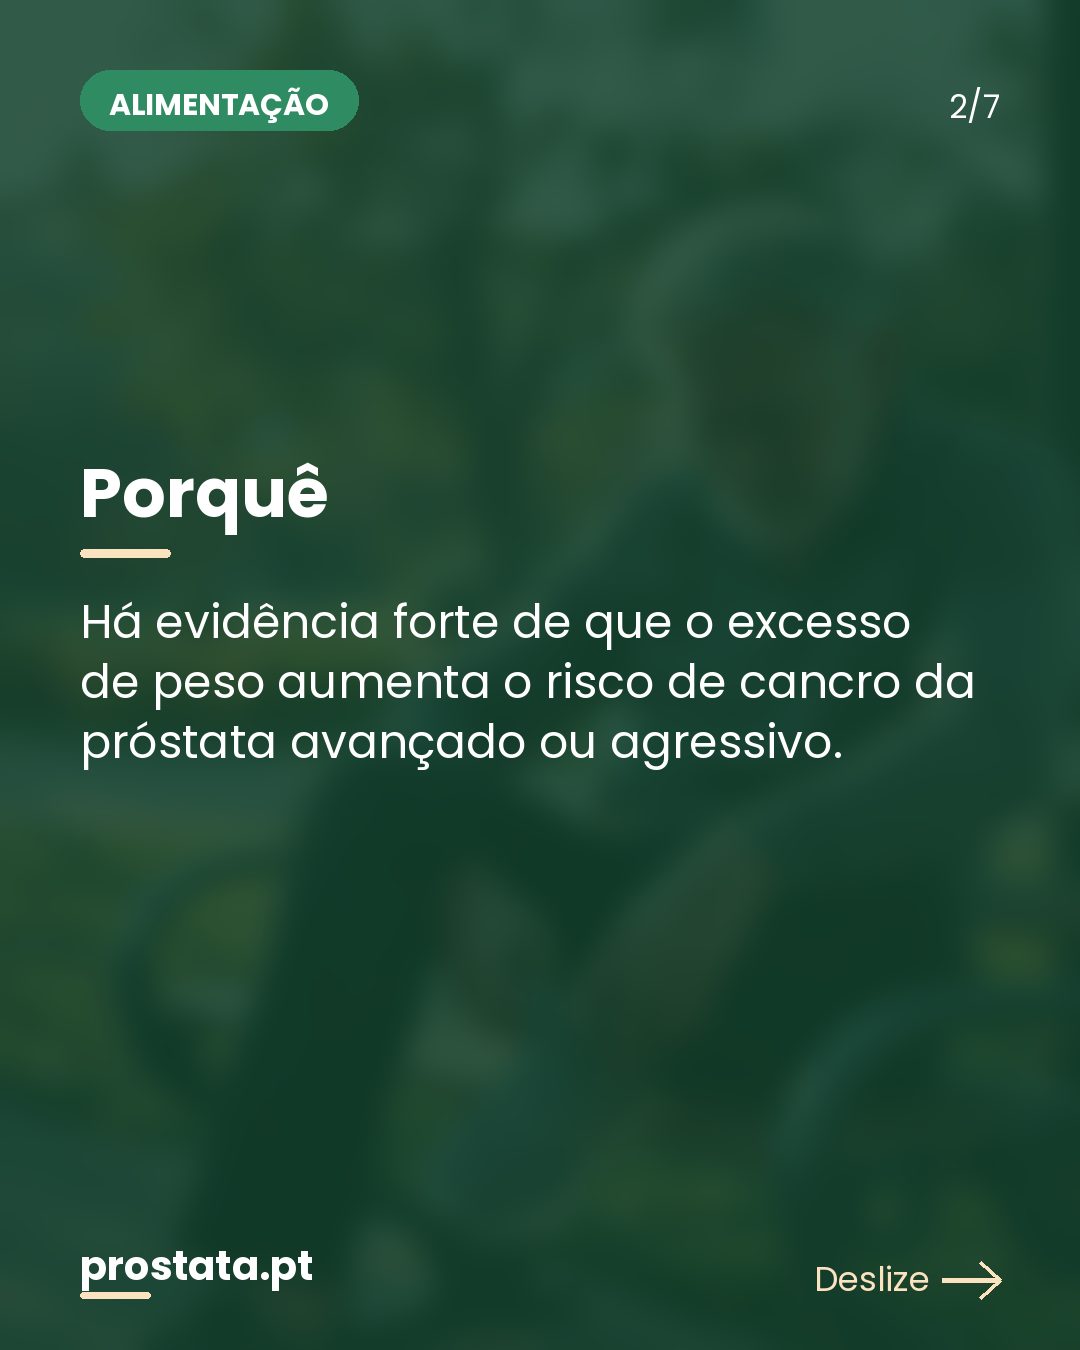 ALIMENTAÇÃO
2/7
Porquê
Há evidência forte de que o excesso
de peso aumenta o risco de cancro da
próstata avançado ou agressivo.
prostata.pt
Deslize